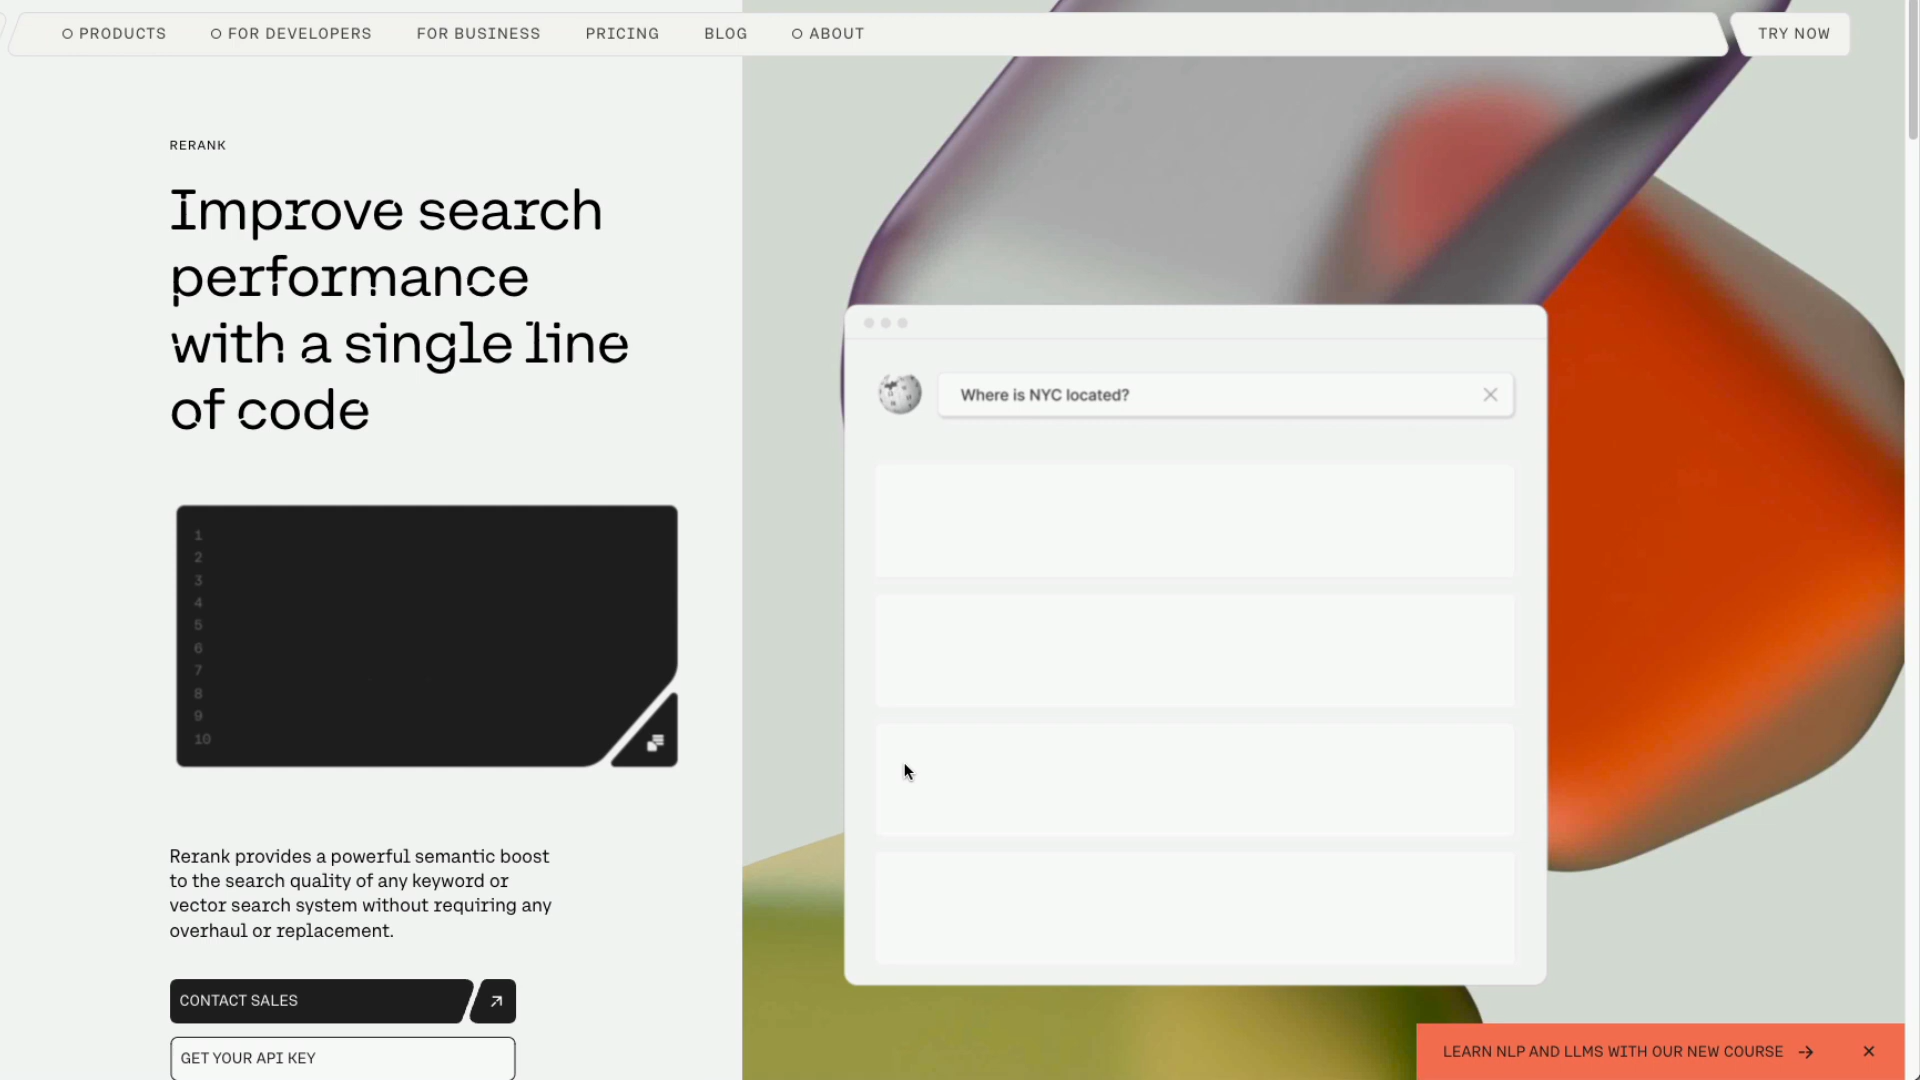 PRODUCTS
FOR DEVELOPERS
FOR BUSINESS
PRICING
BLOG
ABOUT
TRY NOW
RERANK
Improve search
performance
with a single line
of code
1
2
3
4
5
6
7
8
9
10
Rerank provides a powerful semantic boost
to the search quality of any keyword or
vector search system without requiring any
overhaul or replacement.
CONTACT SALES
GET YOUR API KEY
Where is NYC located?
LEARN NLP AND LLMS WITH OUR NEW COURSE